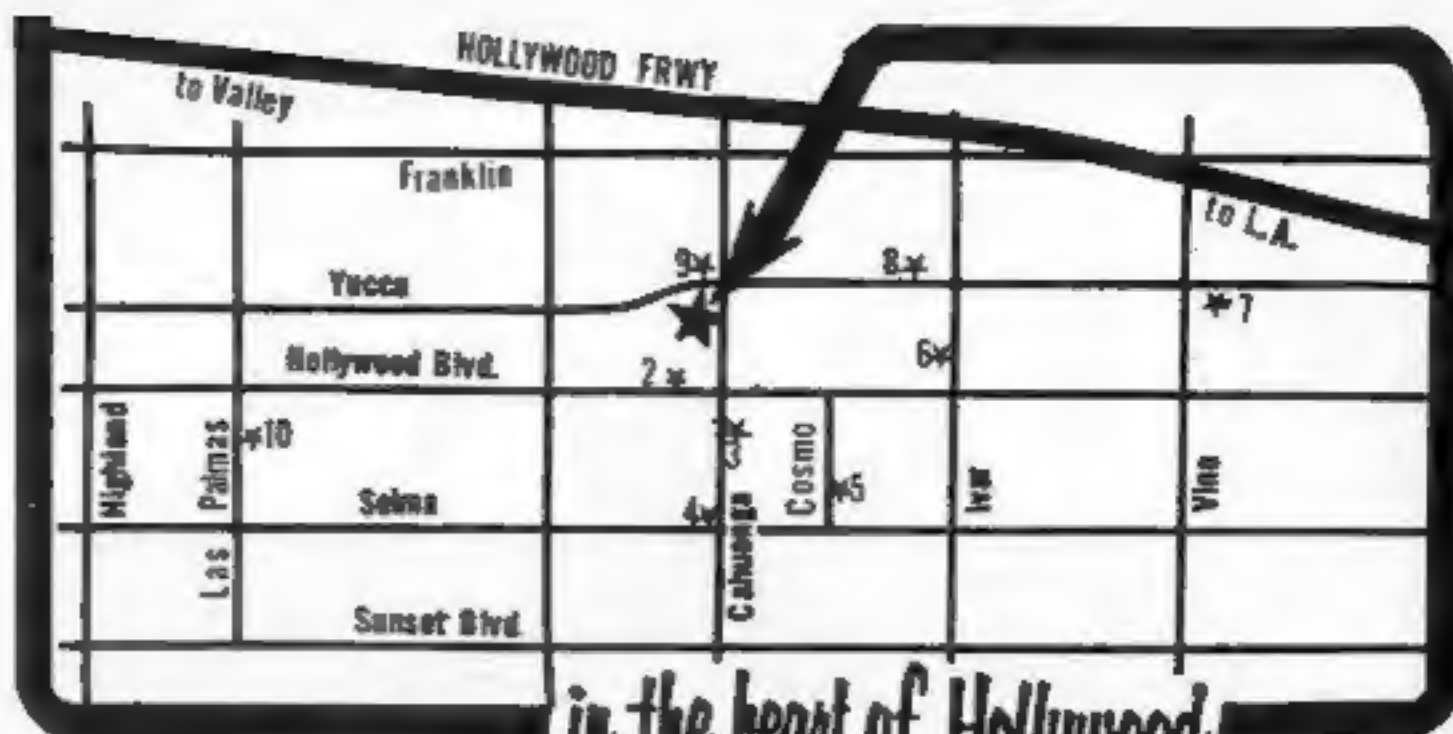 HOLLYWOOD FRWY
to Valley
Franklin
to L.A.
9
8
Yucca
7
Hollywood Blvd.
6
2
Highland
Las Palmas
10
3
Cosmo
5
Selma
4
Cahuenga
Ivar
Vine
Sunset Blvd
in the heart of Hollywood